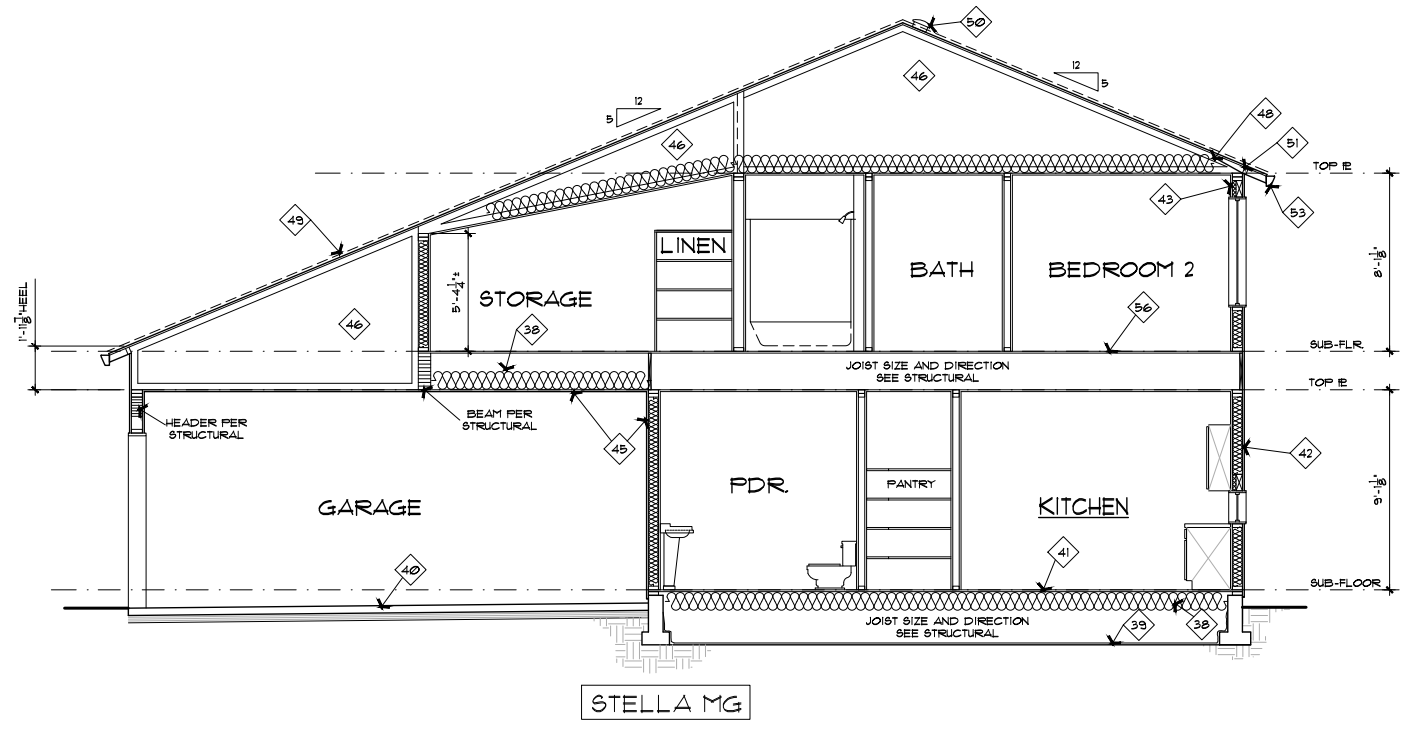 50
12
5
46
12
5
48
46
51
TOP PL
43
53
49
LINEN
BATH
BEDROOM 2
8'-1 1/8"
5'-4 1/4"±
STORAGE
56
1'-11 7/8" HEEL
46
38
SUB-FLR.
JOIST SIZE AND DIRECTION
SEE STRUCTURAL
TOP PL
HEADER PER
STRUCTURAL
BEAM PER
STRUCTURAL
45
42
PDR.
PANTRY
9'-1 1/8"
GARAGE
KITCHEN
41
40
SUB-FLOOR
JOIST SIZE AND DIRECTION
SEE STRUCTURAL
39
38
STELLA MG